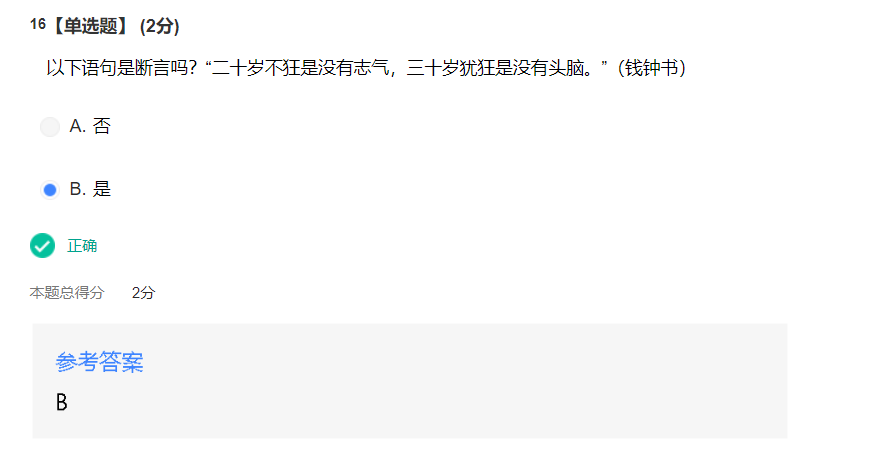 16【单选题】 (2分)
以下语句是断言吗？“二十岁不狂是没有志气，三十岁犹狂是没有头脑。”（钱钟书）
A. 否
B. 是
正确
本题总得分 2分
参考答案
B